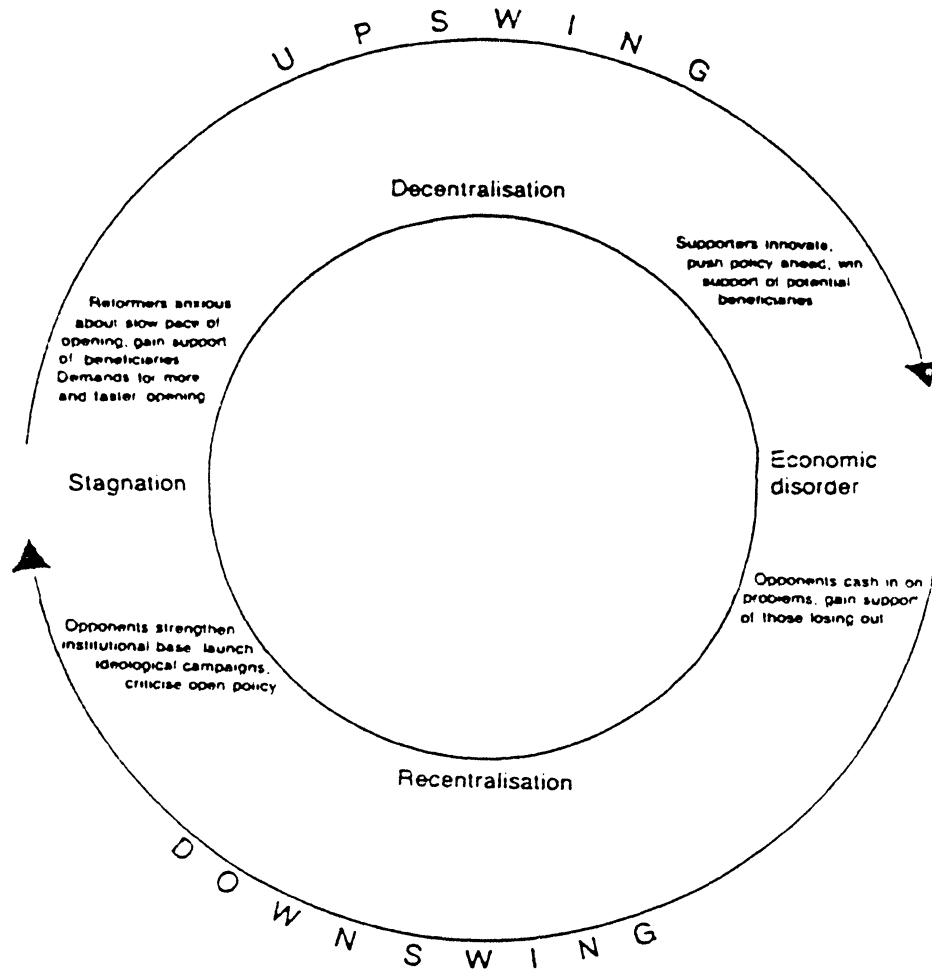 UPSWING
Decentralisation
Supporters innovate,
push policy ahead, win
support of potential
beneficiaries
Reformers anxious
about slow pace of
opening, gain support
of beneficiaries
Demands for more
and faster opening
Stagnation
Economic
disorder
Opponents cash in on
problems, gain support
of those losing out
Opponents strengthen
institutional base launch
ideological campaigns,
criticise open policy
Recentralisation
DOWNSWING